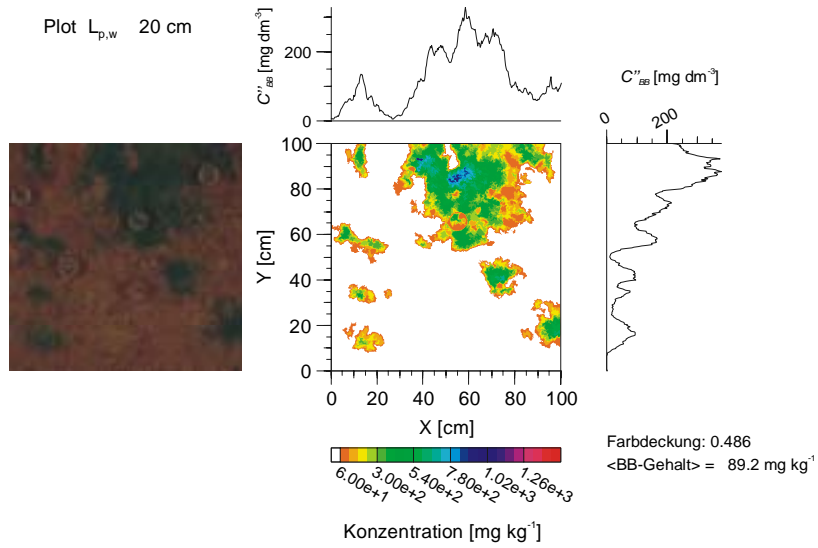 Plot L_p,w 20 cm
C''_BB [mg dm⁻³]
200
0
C''_BB [mg dm⁻³]
0
200
Y [cm]
100
80
60
40
20
0
0
20
40
60
80
100
X [cm]
6.00e+1
3.00e+2
5.40e+2
7.80e+2
1.02e+3
1.26e+3
Konzentration [mg kg⁻¹]
Farbdeckung: 0.486
<BB-Gehalt> = 89.2 mg kg⁻¹